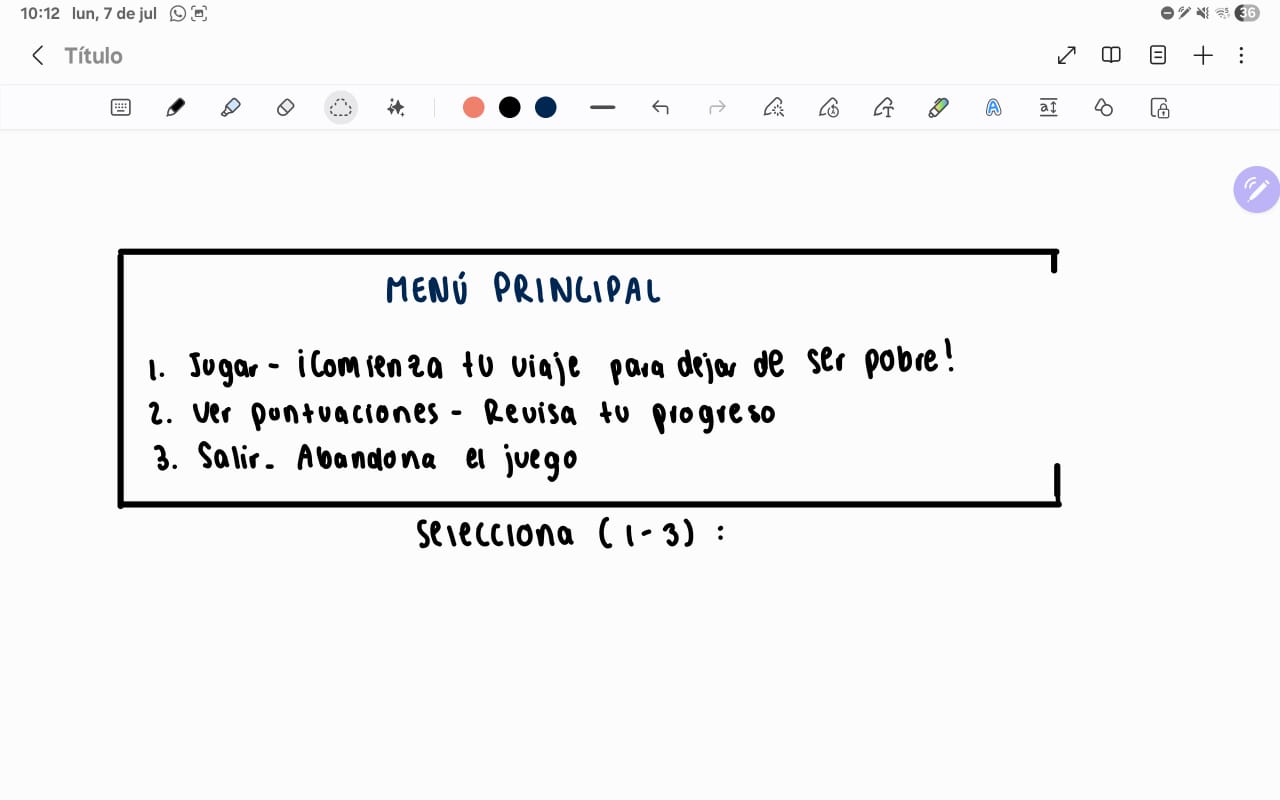 10:12 lun, 7 de jul 36
Título
MENÚ PRINCIPAL
1. Jugar - ¡Comienza tu viaje para dejar de ser pobre!
2. Ver puntuaciones - Revisa tu progreso
3. Salir - Abandona el juego
Selecciona (1-3) :